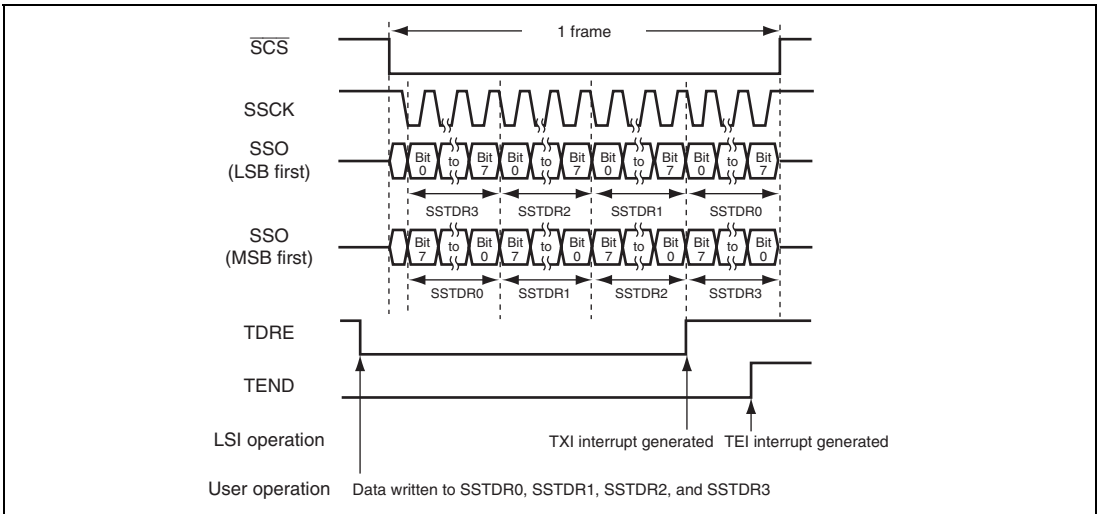 1 frame
SCS
SSCK
SSO
(LSB first)
Bit 0 to Bit 7 Bit 0 to Bit 7 Bit 0 to Bit 7 Bit 0 to Bit 7
SSTDR3 SSTDR2 SSTDR1 SSTDR0
SSO
(MSB first)
Bit 7 to Bit 0 Bit 7 to Bit 0 Bit 7 to Bit 0 Bit 7 to Bit 0
SSTDR0 SSTDR1 SSTDR2 SSTDR3
TDRE
TEND
LSI operation TXI interrupt generated TEI interrupt generated
User operation Data written to SSTDR0, SSTDR1, SSTDR2, and SSTDR3